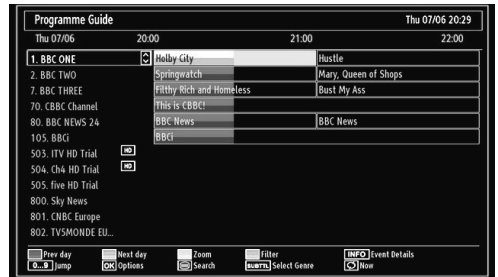 Programme Guide Thu 07/06 20:29
Thu 07/06 20:00 21:00 22:00
1. BBC ONE Holby City Hustle
2. BBC TWO Springwatch Mary, Queen of Shops
7. BBC THREE Filthy Rich and Homeless Bust My Ass
70. CBBC Channel This is CBBC!
80. BBC NEWS 24 BBC News BBC News
105. BBCi BBCi
503. ITV HD Trial HD
504. Ch4 HD Trial HD
505. five HD Trial
800. Sky News
801. CNBC Europe
802. TV5MONDE EU...
Prev day Next day Zoom Filter INFO Event Details
0...9 Jump OK Options Search SUBTTL Select Genre Now